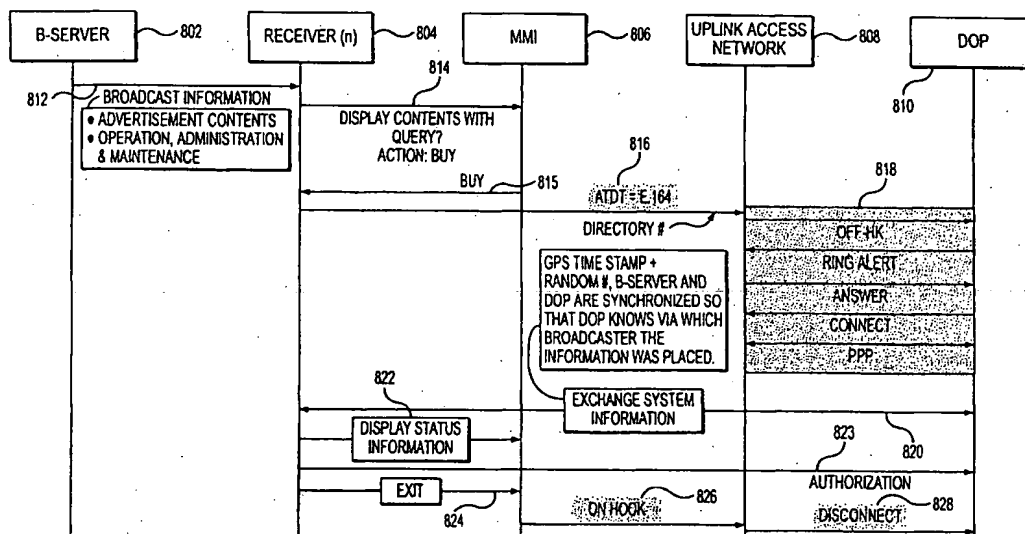 B-SERVER
802
RECEIVER (n)
804
MMI
806
UPLINK ACCESS
NETWORK
808
DOP
810
812
BROADCAST INFORMATION
• ADVERTISEMENT CONTENTS
• OPERATION, ADMINISTRATION
& MAINTENANCE
814
DISPLAY CONTENTS WITH
QUERY?
ACTION: BUY
BUY
815
816
ATDT = E.164
DIRECTORY #
818
OFF-HK
RING ALERT
ANSWER
CONNECT
PPP
GPS TIME STAMP +
RANDOM #, B-SERVER AND
DOP ARE SYNCHRONIZED SO
THAT DOP KNOWS VIA WHICH
BROADCASTER THE
INFORMATION WAS PLACED.
EXCHANGE SYSTEM
INFORMATION
820
822
DISPLAY STATUS
INFORMATION
823
AUTHORIZATION
EXIT
824
ON HOOK
826
DISCONNECT
828